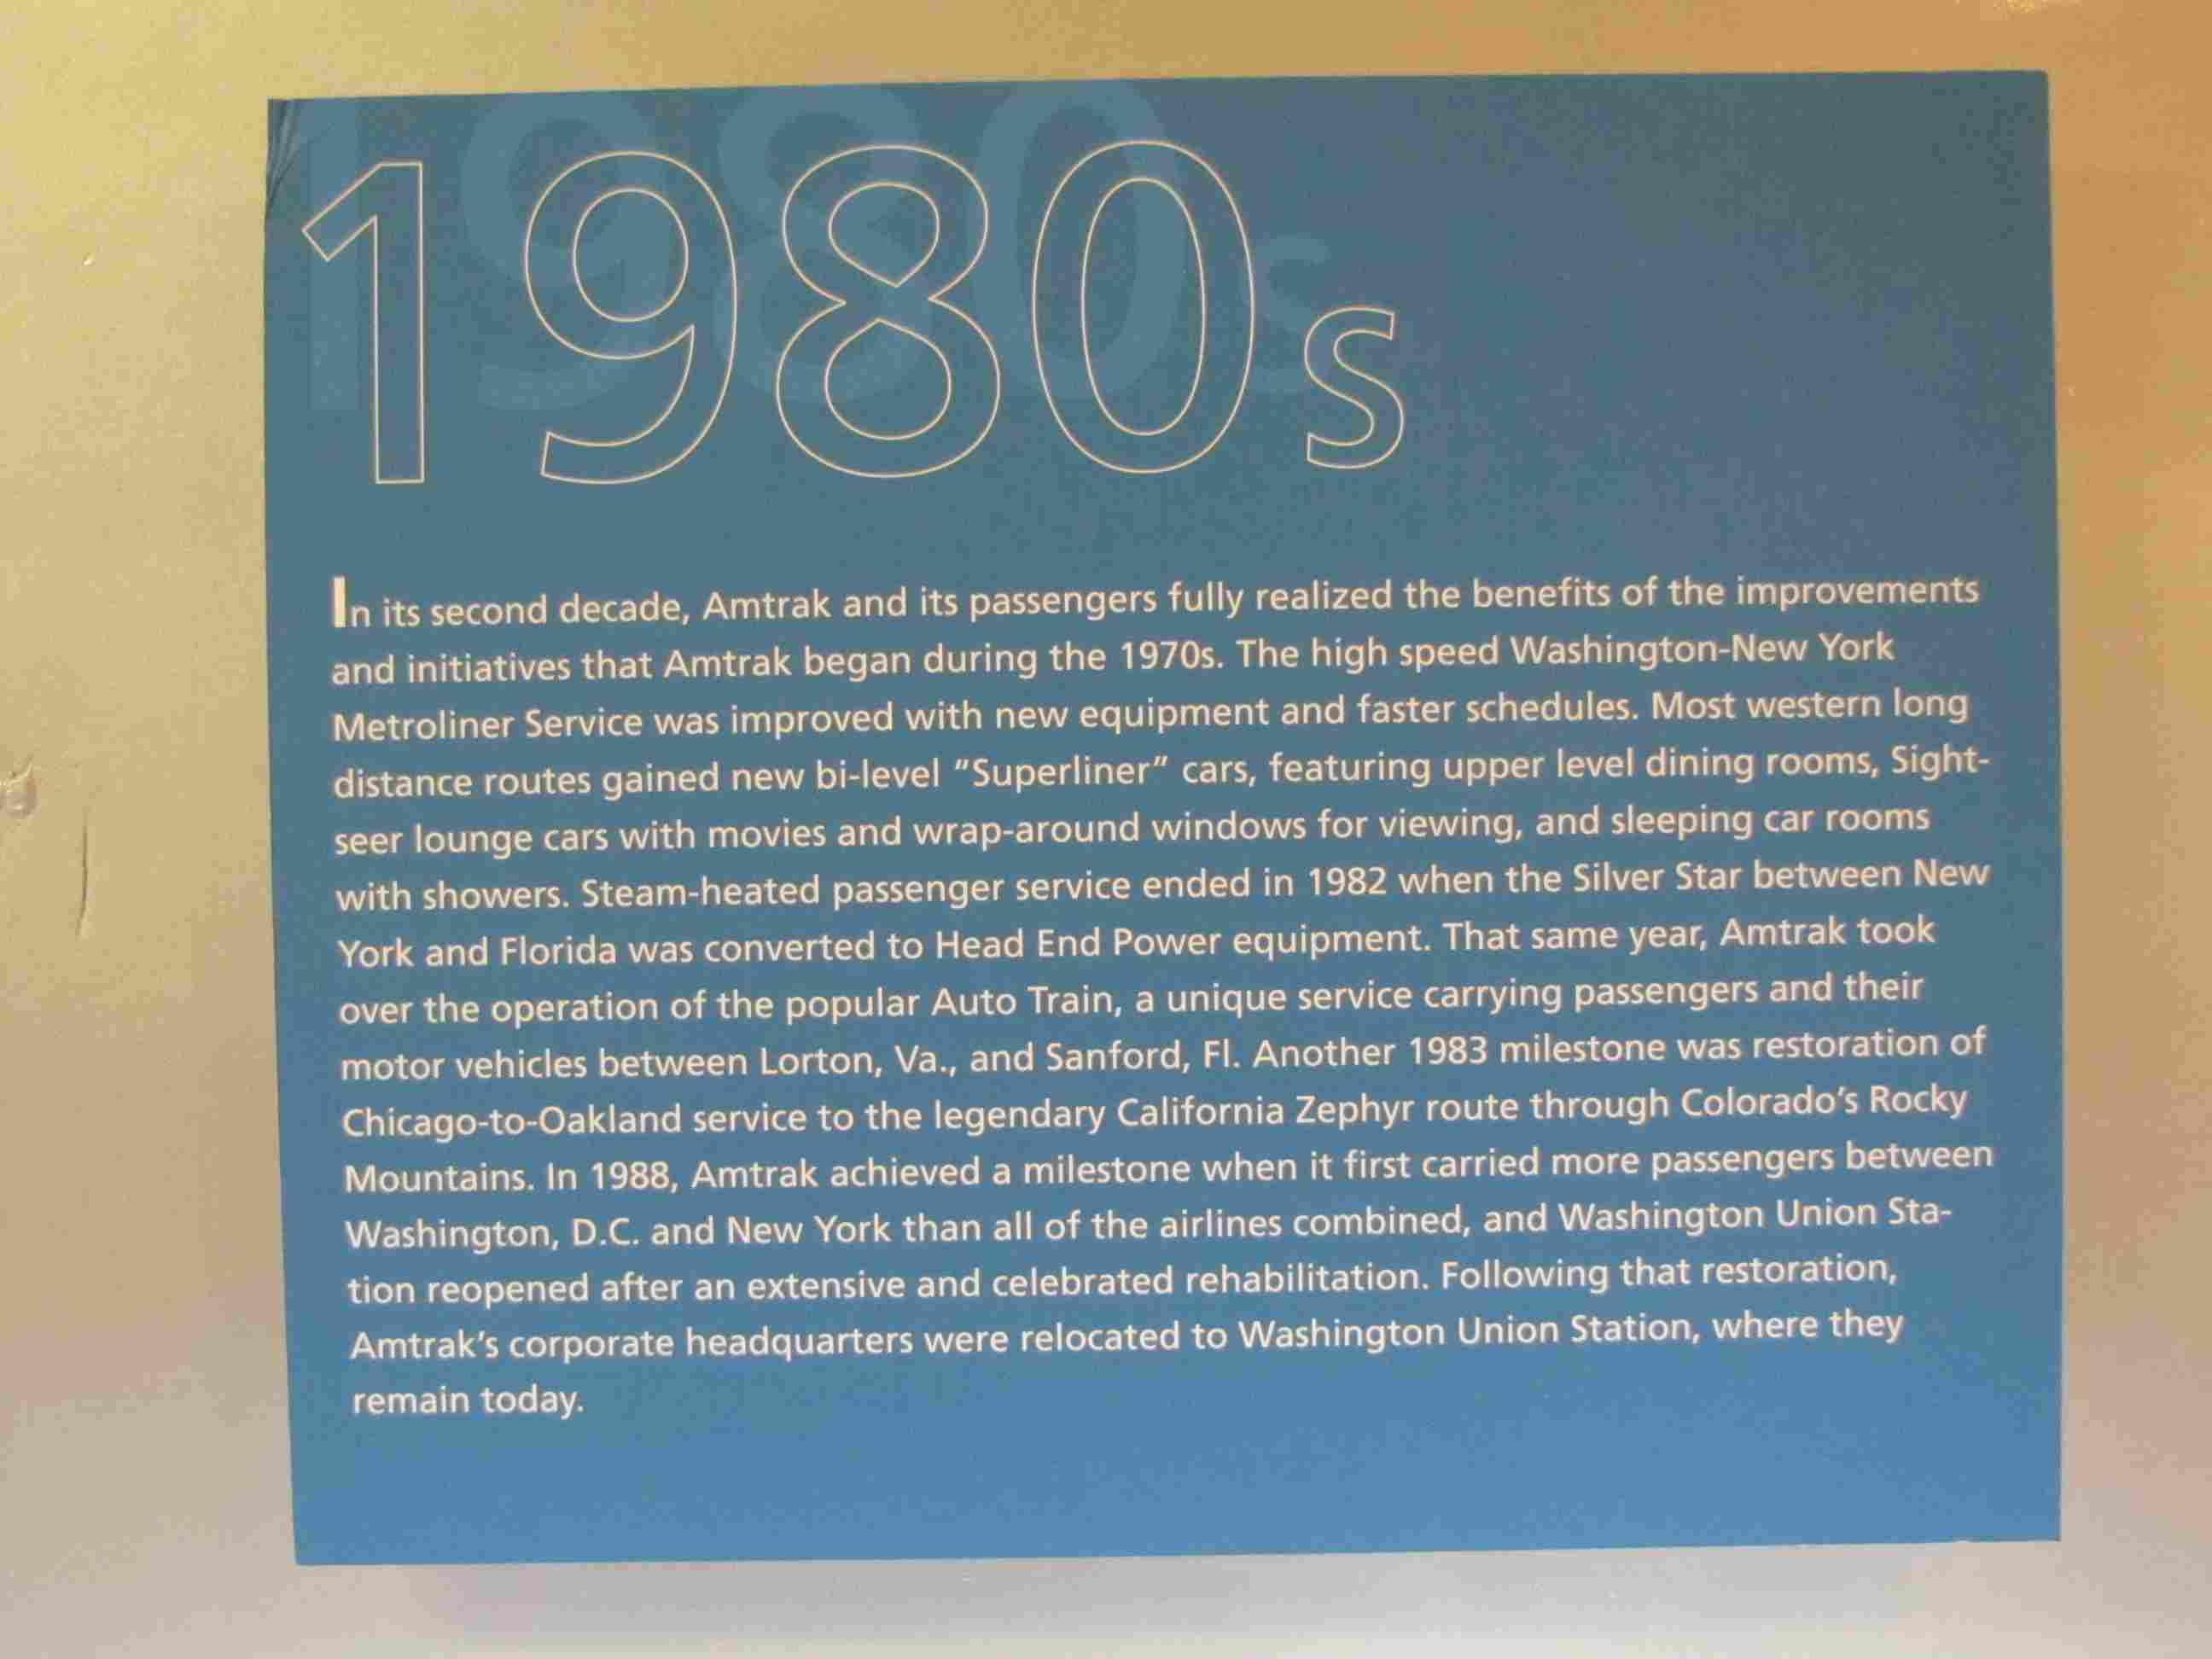 1980s
In its second decade, Amtrak and its passengers fully realized the benefits of the improvements
and initiatives that Amtrak began during the 1970s. The high speed Washington-New York
Metroliner Service was improved with new equipment and faster schedules. Most western long
distance routes gained new bi-level "Superliner" cars, featuring upper level dining rooms, Sight-
seer lounge cars with movies and wrap-around windows for viewing, and sleeping car rooms
with showers. Steam-heated passenger service ended in 1982 when the Silver Star between New
York and Florida was converted to Head End Power equipment. That same year, Amtrak took
over the operation of the popular Auto Train, a unique service carrying passengers and their
motor vehicles between Lorton, Va., and Sanford, Fl. Another 1983 milestone was restoration of
Chicago-to-Oakland service to the legendary California Zephyr route through Colorado's Rocky
Mountains. In 1988, Amtrak achieved a milestone when it first carried more passengers between
Washington, D.C. and New York than all of the airlines combined, and Washington Union Sta-
tion reopened after an extensive and celebrated rehabilitation. Following that restoration,
Amtrak's corporate headquarters were relocated to Washington Union Station, where they
remain today.